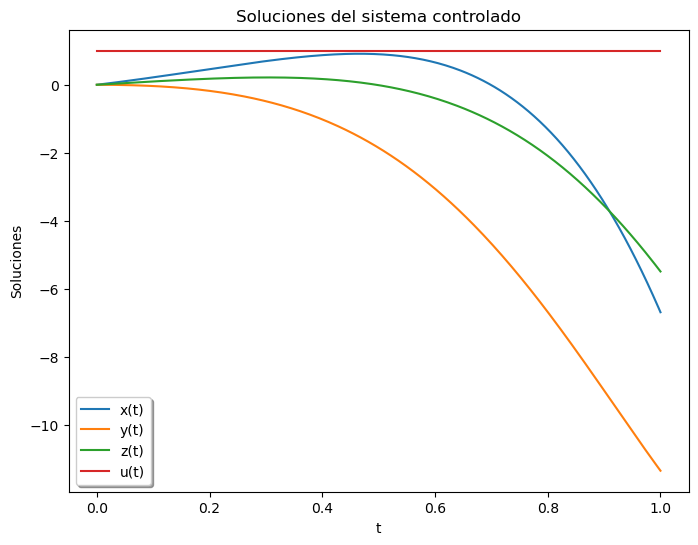 Soluciones del sistema controlado
Soluciones
0
−2
−4
−6
−8
−10
x(t)
y(t)
z(t)
u(t)
0.0 0.2 0.4 0.6 0.8 1.0
t